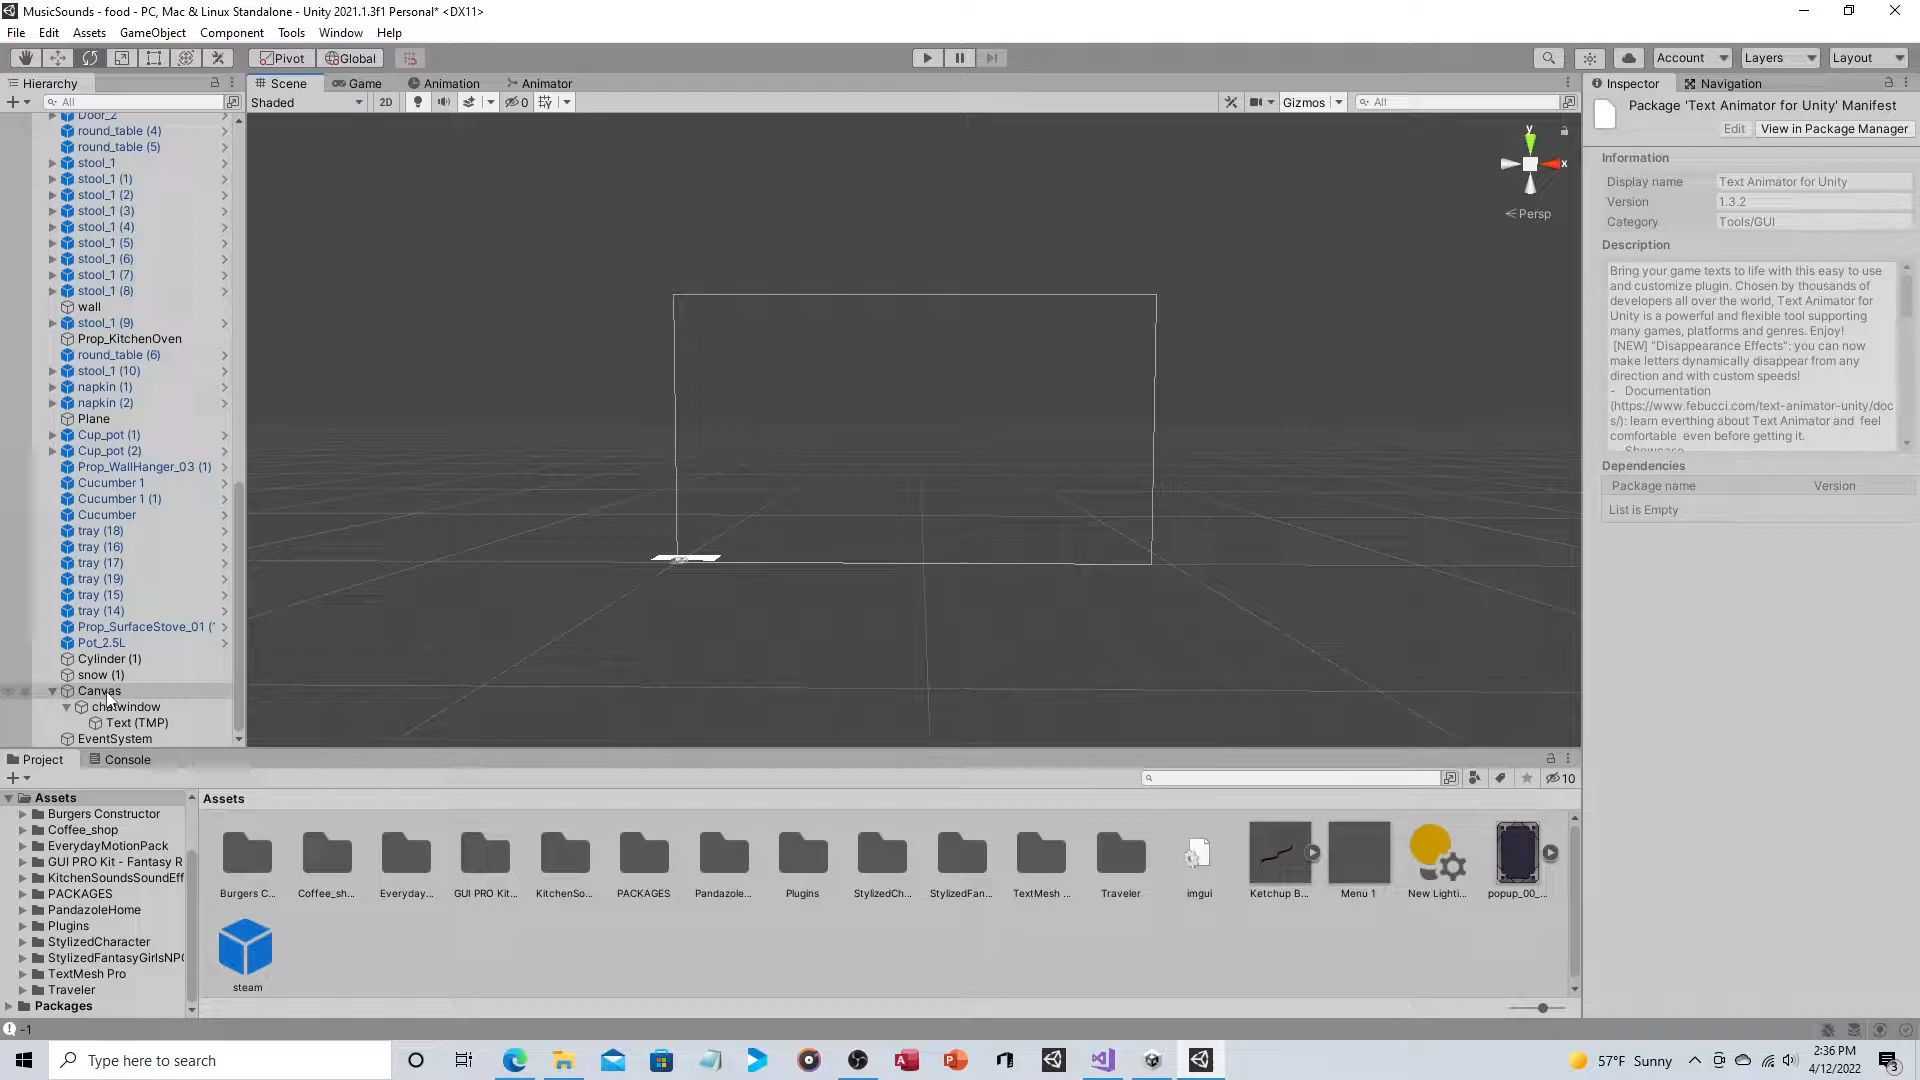 MusicSounds - food - PC, Mac & Linux Standalone - Unity 2021.1.3f1 Personal* <DX11>
File Edit Assets GameObject Component Tools Window Help
Pivot Global Account Layers Layout
Hierarchy
All
Door_2
round_table (4)
round_table (5)
stool_1
stool_1 (1)
stool_1 (2)
stool_1 (3)
stool_1 (4)
stool_1 (5)
stool_1 (6)
stool_1 (7)
stool_1 (8)
wall
stool_1 (9)
Prop_KitchenOven
round_table (6)
stool_1 (10)
napkin (1)
napkin (2)
Plane
Cup_pot (1)
Cup_pot (2)
Prop_WallHanger_03 (1)
Cucumber 1
Cucumber 1 (1)
Cucumber
tray (18)
tray (16)
tray (17)
tray (19)
tray (15)
tray (14)
Prop_SurfaceStove_01 (
Pot_2.5L
Cylinder (1)
snow (1)
Canvas
chatwindow
Text (TMP)
EventSystem
Scene Game Animation Animator
Shaded 2D 0 Gizmos All
y
x
Persp
Inspector Navigation
Package 'Text Animator for Unity' Manifest
Edit View in Package Manager
Information
Display name Text Animator for Unity
Version 1.3.2
Category Tools/GUI
Description
Bring your game texts to life with this easy to use
and customize plugin. Chosen by thousands of
developers all over the world, Text Animator for
Unity is a powerful and flexible tool supporting
many games, platforms and genres. Enjoy!
[NEW] "Disappearance Effects": you can now
make letters dynamically disappear from any
direction and with custom speeds!
- Documentation
(https://www.febucci.com/text-animator-unity/doc
s/): learn everthing about Text Animator and feel
comfortable even before getting it.
- Showcase
Dependencies
Package name Version
List is Empty
Project Console
10
Assets
Burgers Constructor
Coffee_shop
EverydayMotionPack
GUI PRO Kit - Fantasy R
KitchenSoundsSoundEff
PACKAGES
PandazoleHome
Plugins
StylizedCharacter
StylizedFantasyGirlsNP
TextMesh Pro
Traveler
Packages
Assets
Burgers C... Coffee_sh... Everyday... GUI PRO Kit... KitchenSo... PACKAGES Pandazole... Plugins StylizedCh... StylizedFan... TextMesh ... Traveler imgui Ketchup B... Menu 1 New Lighti... popup_00_...
steam
-1
Type here to search
57°F Sunny
2:36 PM
4/12/2022
3